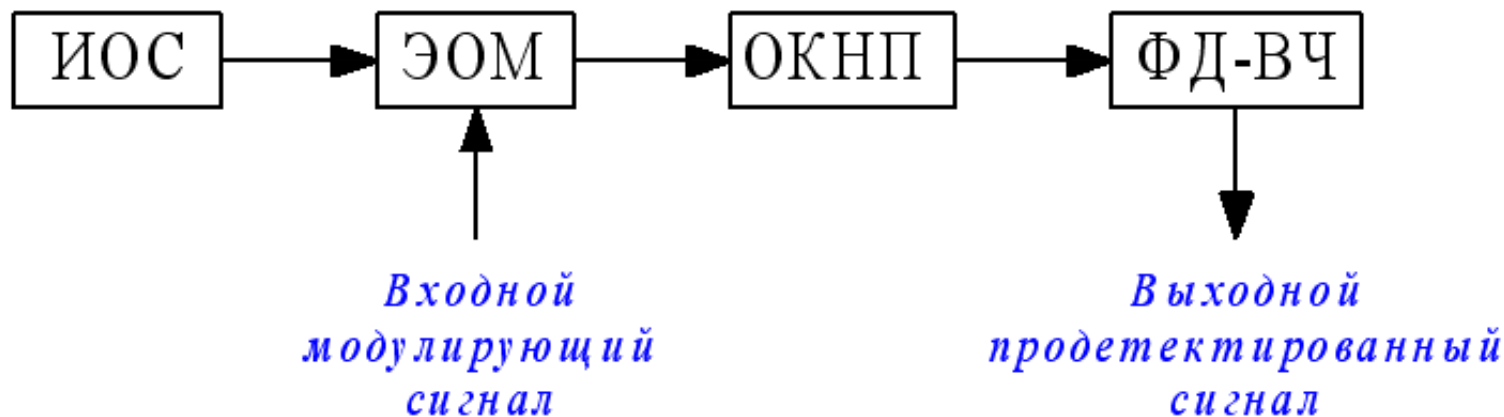 ИОС
ЭОМ
ОКНП
ФД-ВЧ
Входной
модулирующий
сигнал
Выходной
продетектированный
сигнал